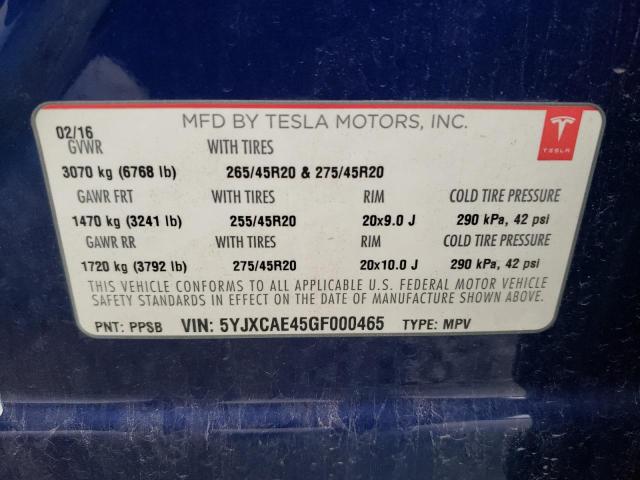 MFD BY TESLA MOTORS, INC.
02/16
GVWR WITH TIRES
3070 kg (6768 lb) 265/45R20 & 275/45R20
GAWR FRT WITH TIRES RIM COLD TIRE PRESSURE
1470 kg (3241 lb) 255/45R20 20x9.0 J 290 kPa, 42 psi
GAWR RR WITH TIRES RIM COLD TIRE PRESSURE
1720 kg (3792 lb) 275/45R20 20x10.0 J 290 kPa, 42 psi
THIS VEHICLE CONFORMS TO ALL APPLICABLE U.S. FEDERAL MOTOR VEHICLE
SAFETY STANDARDS IN EFFECT ON THE DATE OF MANUFACTURE SHOWN ABOVE.
PNT: PPSB VIN: 5YJXCAE45GF000465 TYPE: MPV
TESLA